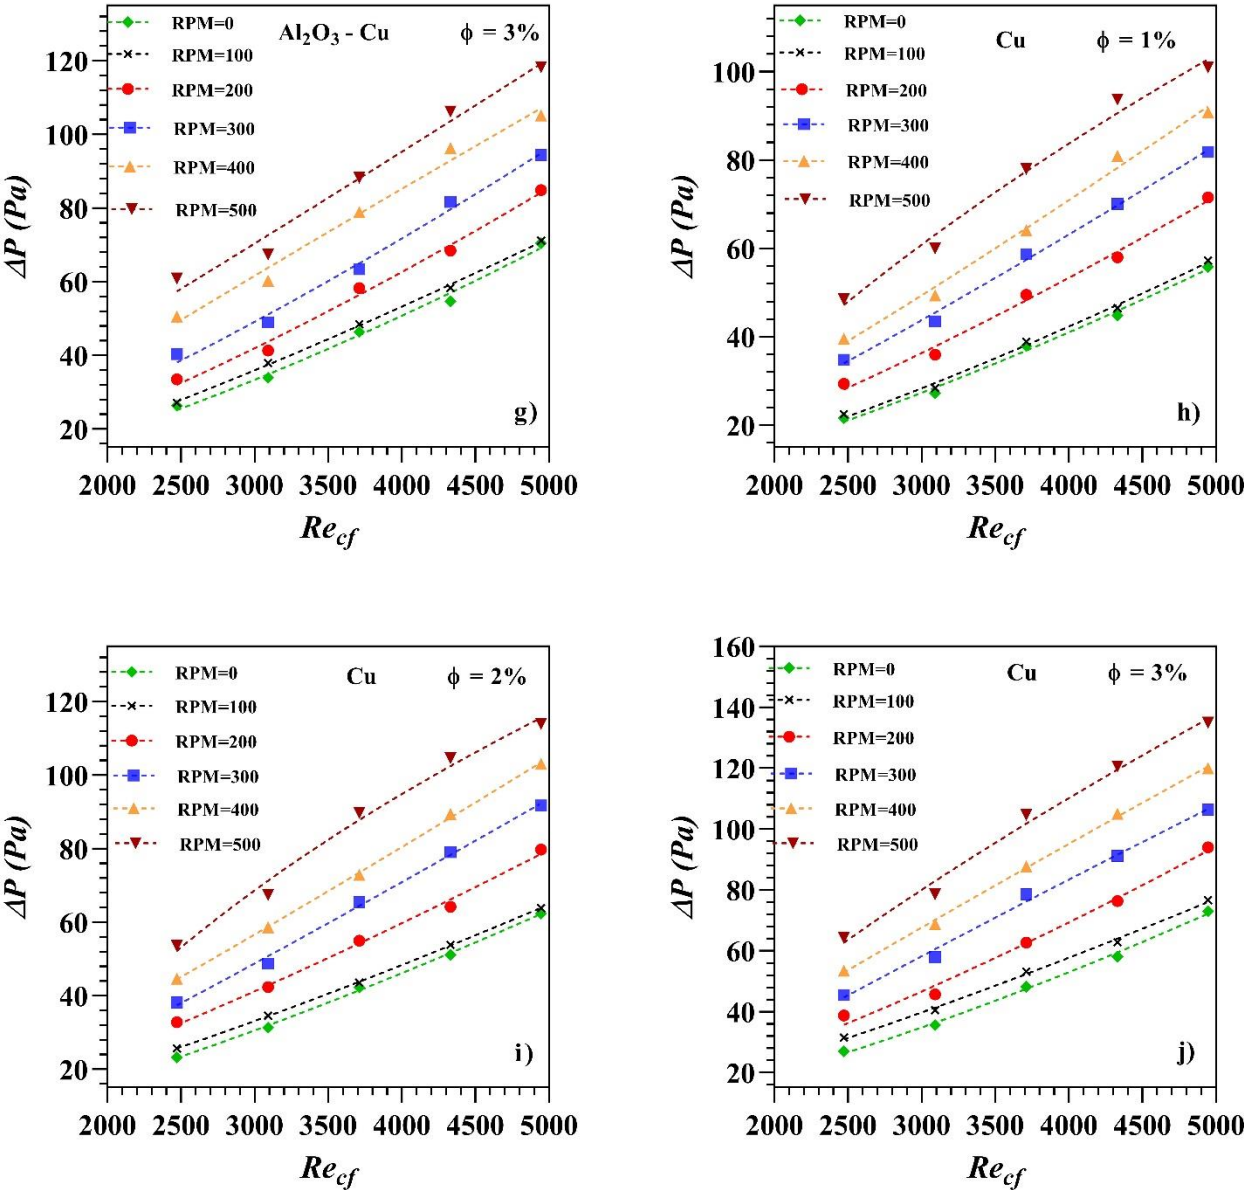 RPM=0
RPM=100
RPM=200
RPM=300
RPM=400
RPM=500
Al₂O₃ - Cu ϕ = 3%
120
100
80
60
40
20
ΔP (Pa)
g)
2000 2500 3000 3500 4000 4500 5000
Re_cf
RPM=0
RPM=100
RPM=200
RPM=300
RPM=400
RPM=500
Cu ϕ = 1%
100
80
60
40
20
ΔP (Pa)
h)
2000 2500 3000 3500 4000 4500 5000
Re_cf
RPM=0
RPM=100
RPM=200
RPM=300
RPM=400
RPM=500
Cu ϕ = 2%
120
100
80
60
40
20
ΔP (Pa)
i)
2000 2500 3000 3500 4000 4500 5000
Re_cf
RPM=0
RPM=100
RPM=200
RPM=300
RPM=400
RPM=500
Cu ϕ = 3%
160
140
120
100
80
60
40
20
ΔP (Pa)
j)
2000 2500 3000 3500 4000 4500 5000
Re_cf